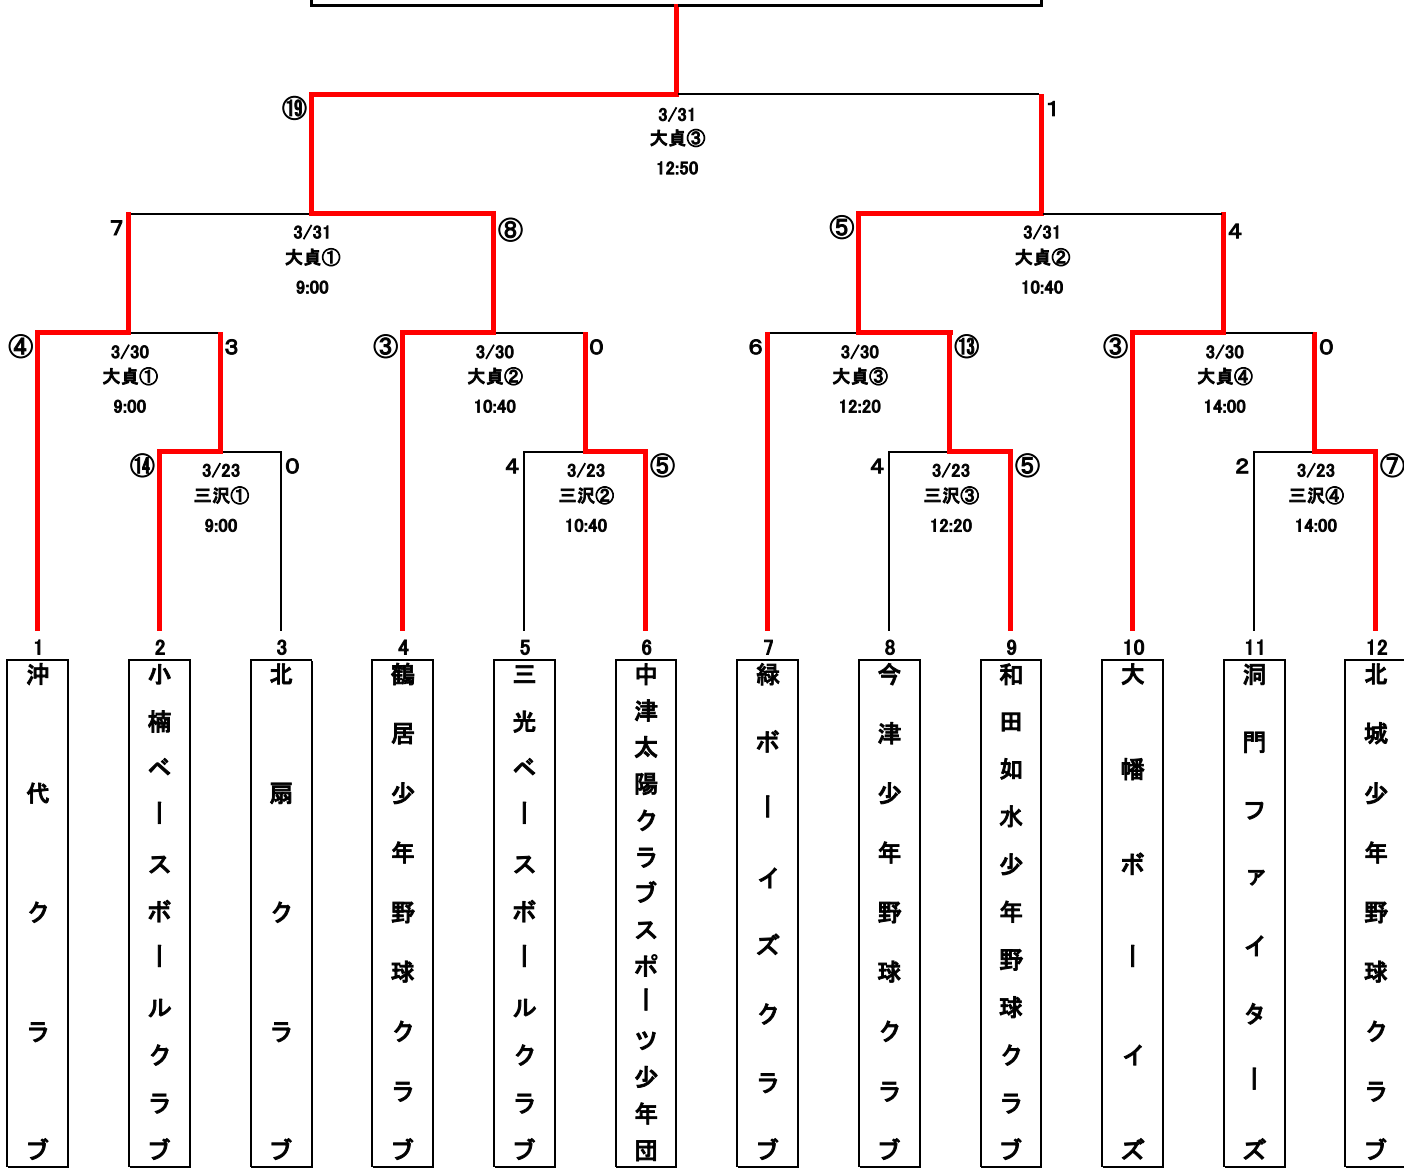 ⑲ 1
3/31
大貞③
12:50
7 ⑧ ⑤ 4
3/31 3/31
大貞① 大貞②
9:00 10:40
④ 3 ③ 0 6 ⑬ ③ 0
3/30 3/30 3/30 3/30
大貞① 大貞② 大貞③ 大貞④
9:00 10:40 12:20 14:00
⑭ 0 4 ⑤ 4 ⑤ 2 ⑦
3/23 3/23 3/23 3/23
三沢① 三沢② 三沢③ 三沢④
9:00 10:40 12:20 14:00
1 2 3 4 5 6 7 8 9 10 11 12
沖代クラブ
小楠ベースボールクラブ
北扇クラブ
鶴居少年野球クラブ
三光ベースボールクラブ
中津太陽クラブスポーツ少年団
緑ボーイズクラブ
今津少年野球クラブ
和田如水少年野球クラブ
大幡ボーイズ
洞門ファイターズ
北城少年野球クラブ